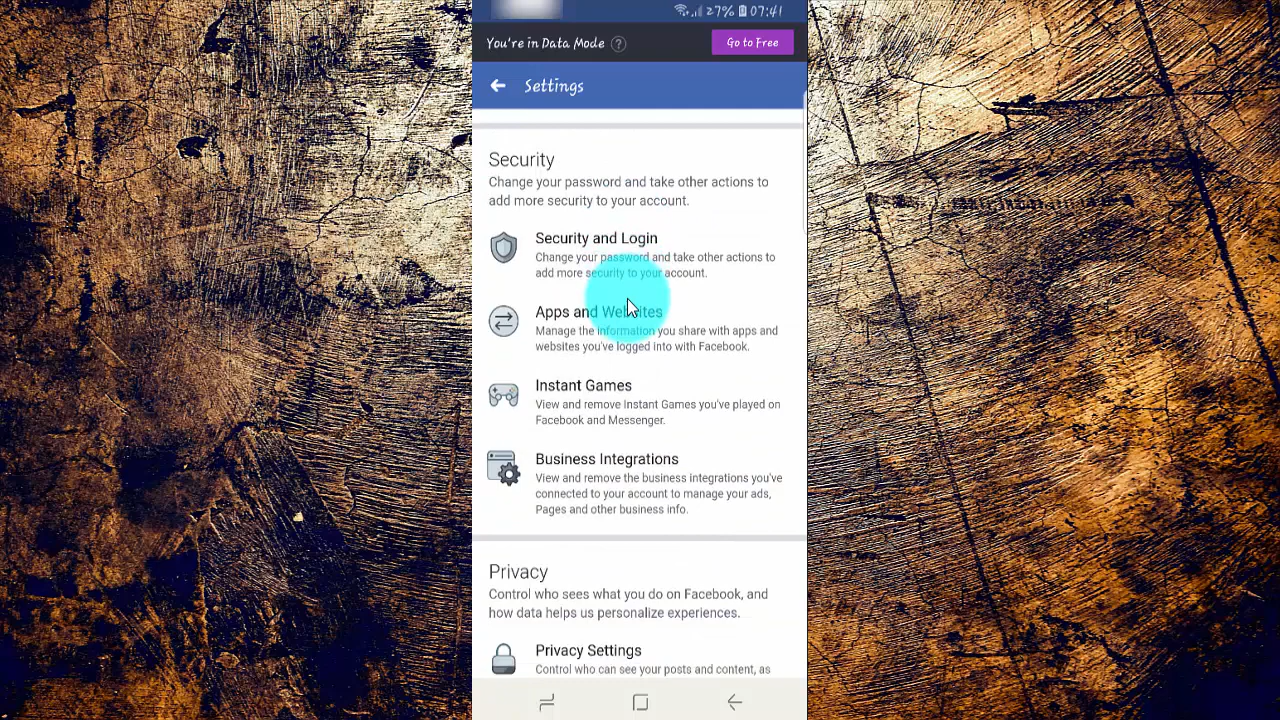 27% 07:41
You're in Data Mode ?
Go to Free
Settings
Security
Change your password and take other actions to
add more security to your account.
Security and Login
Change your password and take other actions to
add more security to your account.
Apps and Websites
Manage the information you share with apps and
websites you've logged into with Facebook.
Instant Games
View and remove Instant Games you've played on
Facebook and Messenger.
Business Integrations
View and remove the business integrations you've
connected to your account to manage your ads,
Pages and other business info.
Privacy
Control who sees what you do on Facebook, and
how data helps us personalize experiences.
Privacy Settings
Control who can see your posts and content, as